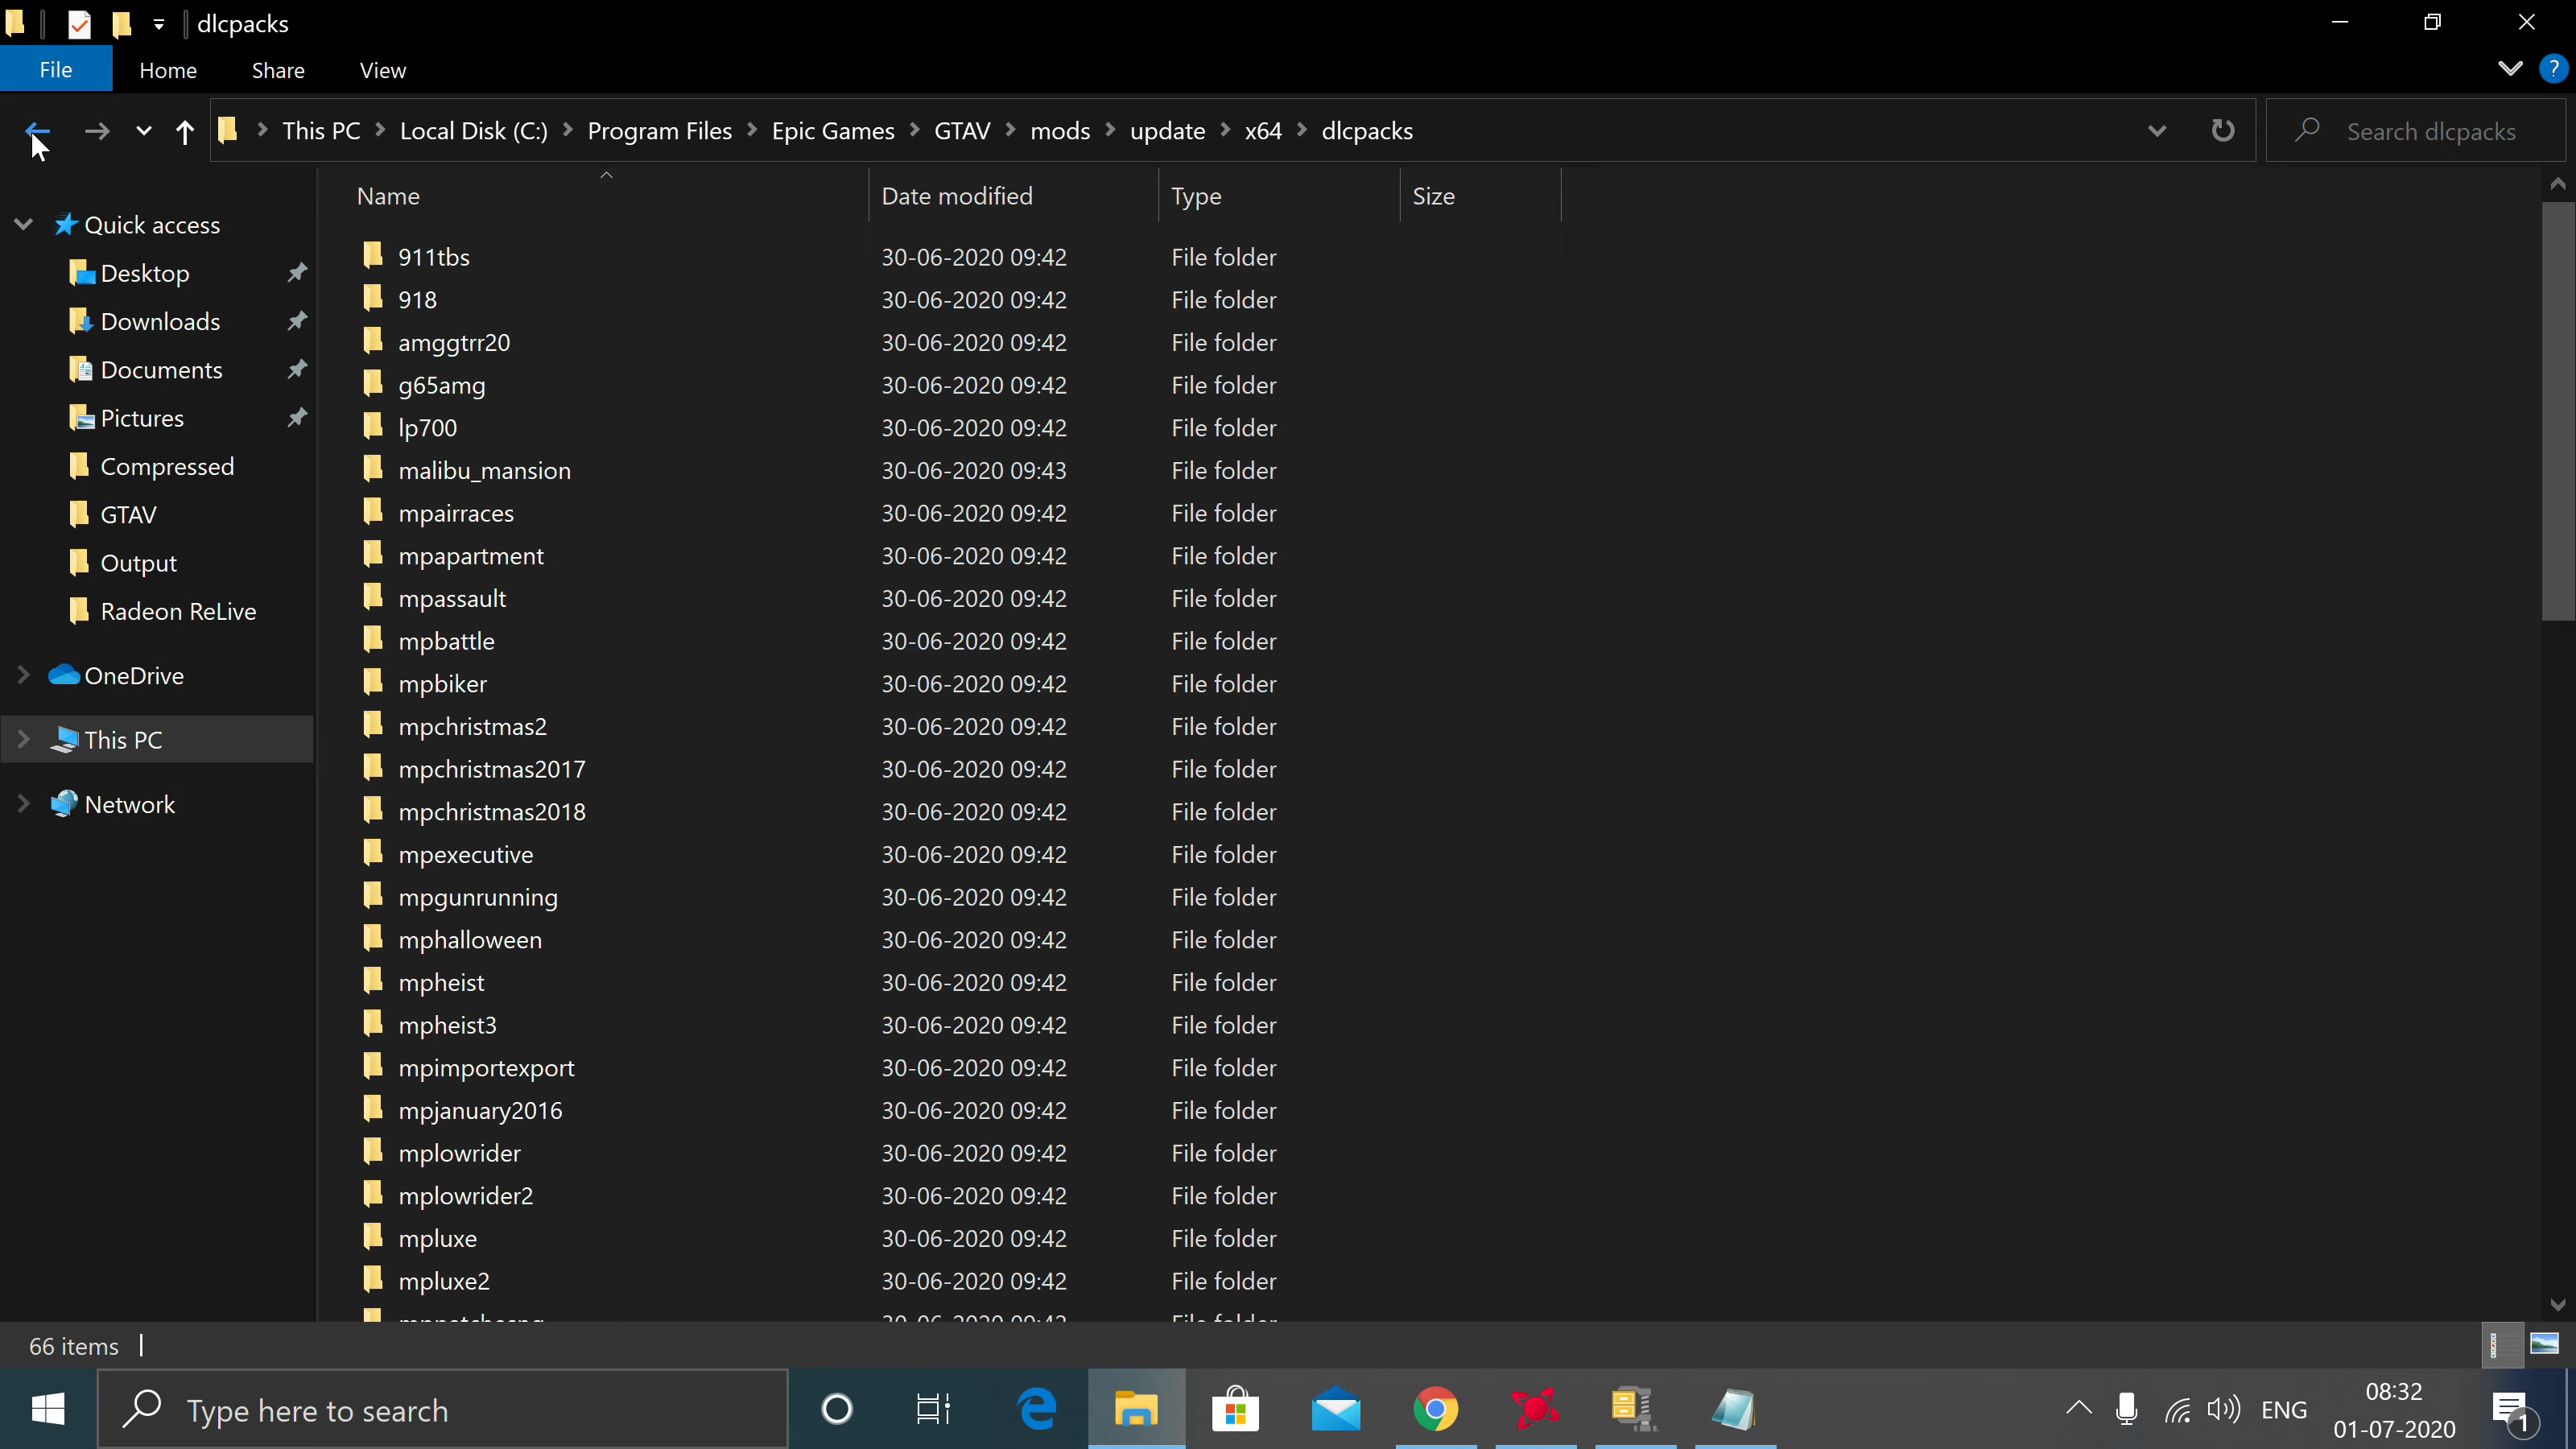 dlcpacks
File Home Share View
This PC Local Disk (C:) Program Files Epic Games GTAV mods update x64 dlcpacks Search dlcpacks
Name Date modified Type Size
Quick access
Desktop
Downloads
Documents
Pictures
Compressed
GTAV
Output
Radeon ReLive
OneDrive
This PC
Network
911tbs 30-06-2020 09:42 File folder
918 30-06-2020 09:42 File folder
amggtrr20 30-06-2020 09:42 File folder
g65amg 30-06-2020 09:42 File folder
lp700 30-06-2020 09:42 File folder
malibu_mansion 30-06-2020 09:43 File folder
mpairraces 30-06-2020 09:42 File folder
mpapartment 30-06-2020 09:42 File folder
mpassault 30-06-2020 09:42 File folder
mpbattle 30-06-2020 09:42 File folder
mpbiker 30-06-2020 09:42 File folder
mpchristmas2 30-06-2020 09:42 File folder
mpchristmas2017 30-06-2020 09:42 File folder
mpchristmas2018 30-06-2020 09:42 File folder
mpexecutive 30-06-2020 09:42 File folder
mpgunrunning 30-06-2020 09:42 File folder
mphalloween 30-06-2020 09:42 File folder
mpheist 30-06-2020 09:42 File folder
mpheist3 30-06-2020 09:42 File folder
mpimportexport 30-06-2020 09:42 File folder
mpjanuary2016 30-06-2020 09:42 File folder
mplowrider 30-06-2020 09:42 File folder
mplowrider2 30-06-2020 09:42 File folder
mpluxe 30-06-2020 09:42 File folder
mpluxe2 30-06-2020 09:42 File folder
66 items
Type here to search
ENG
08:32
01-07-2020
1